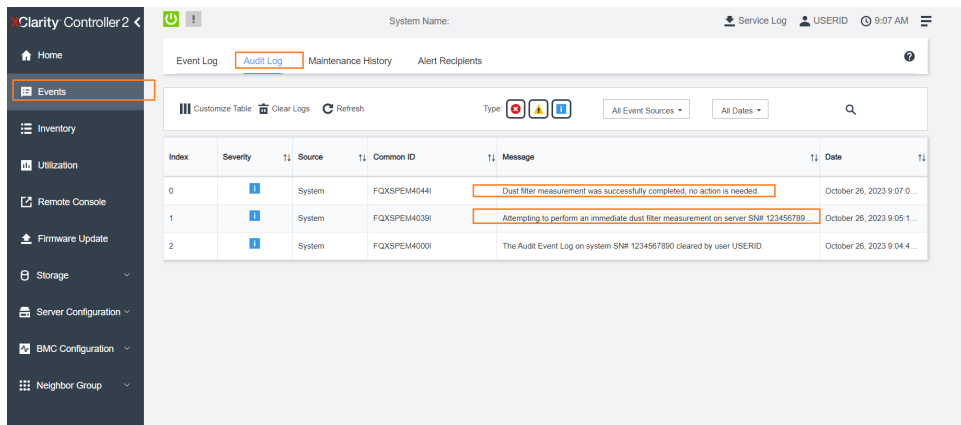 XClarity Controller 2
System Name:
Service Log
USERID
9:07 AM
Home
Events
Inventory
Utilization
Remote Console
Firmware Update
Storage
Server Configuration
BMC Configuration
Neighbor Group
Event Log
Audit Log
Maintenance History
Alert Recipients
Customize Table
Clear Logs
Refresh
Type:
All Event Sources
All Dates
Index Severity Source Common ID Message Date
0 System FQXSPEM4044I Dust filter measurement was successfully completed, no action is needed. October 26, 2023 9:07:0...
1 System FQXSPEM4039I Attempting to perform an immediate dust filter measurement on server SN# 123456789... October 26, 2023 9:05:1...
2 System FQXSPEM4000I The Audit Event Log on system SN# 1234567890 cleared by user USERID. October 26, 2023 9:04:4...